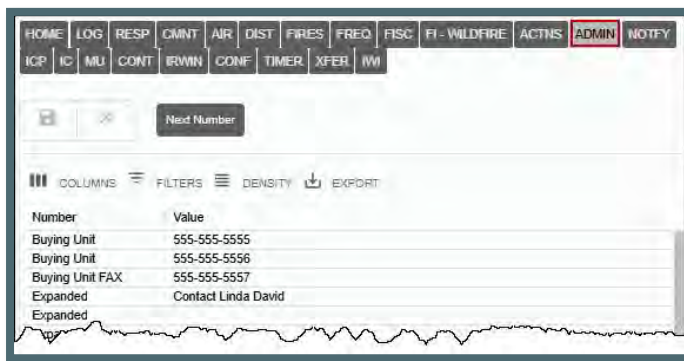 HOME LOG RESP CMNT AIR DIST FIRES FREQ FISC FI - WILDFIRE ACTNS ADMIN NOTFY
ICP IC MU CONT IRWIN CONF TIMER XFER IWI
Next Number
COLUMNS FILTERS DENSITY EXPORT
Number Value
Buying Unit 555-555-5555
Buying Unit 555-555-5556
Buying Unit FAX 555-555-5557
Expanded Contact Linda David
Expanded